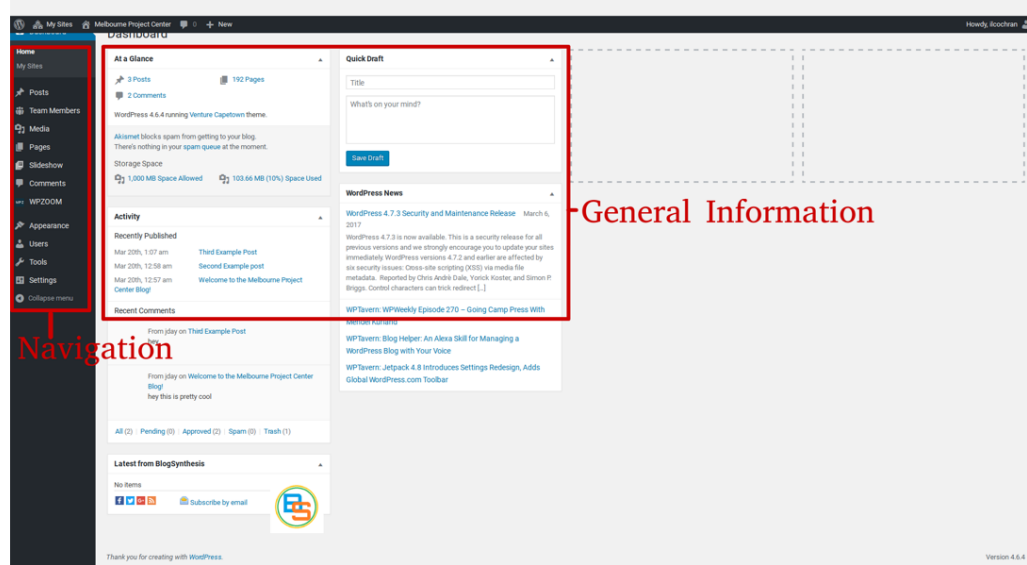 My Sites Melbourne Project Center 0 + New Howdy, ilcochran
Dashboard
Dashboard
Home
My Sites
Posts
Team Members
Media
Pages
Slideshow
Comments
WPZOOM
Appearance
Users
Tools
Settings
Collapse menu
Navigation
At a Glance
3 Posts 192 Pages
2 Comments
WordPress 4.6.4 running Venture Capetown theme.
Akismet blocks spam from getting to your blog.
There's nothing in your spam queue at the moment.
Storage Space
1,000 MB Space Allowed 103.66 MB (10%) Space Used
Activity
Recently Published
Mar 20th, 1:07 am Third Example Post
Mar 20th, 12:58 am Second Example post
Mar 20th, 12:57 am Welcome to the Melbourne Project
Center Blog!
Recent Comments
From jday on Third Example Post
hey
From jday on Welcome to the Melbourne Project Center
Blog!
hey this is pretty cool
All (2) | Pending (0) | Approved (2) | Spam (0) | Trash (1)
Latest from BlogSynthesis
No items
Subscribe by email
BS
Quick Draft
Title
What's on your mind?
Save Draft
WordPress News
WordPress 4.7.3 Security and Maintenance Release March 6,
2017
WordPress 4.7.3 is now available. This is a security release for all
previous versions and we strongly encourage you to update your sites
immediately. WordPress versions 4.7.2 and earlier are affected by
six security issues: Cross-site scripting (XSS) via media file
metadata. Reported by Chris Andrè Dale, Yorick Koster, and Simon P.
Briggs. Control characters can trick redirect […]
WPTavern: WPWeekly Episode 270 – Going Camp Press With
Mendel Kurland
WPTavern: Blog Helper: An Alexa Skill for Managing a
WordPress Blog with Your Voice
WPTavern: Jetpack 4.8 Introduces Settings Redesign, Adds
Global WordPress.com Toolbar
General Information
Thank you for creating with WordPress. Version 4.6.4